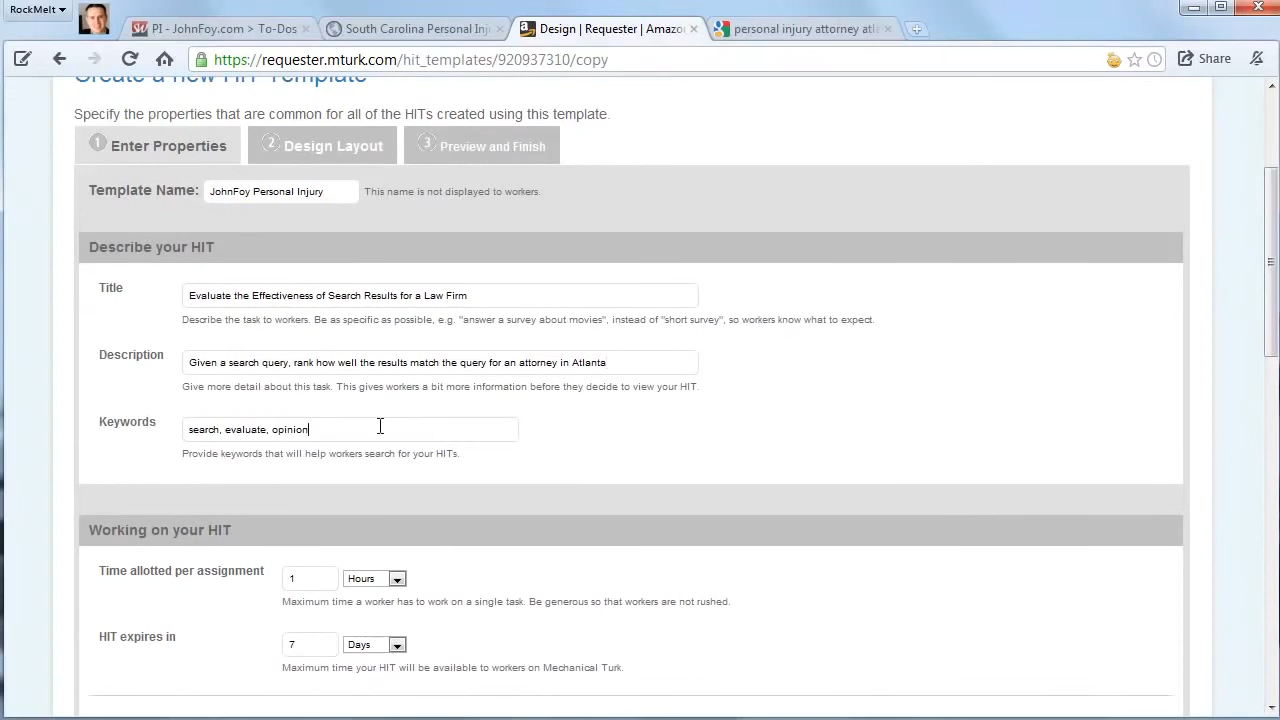 RockMelt
PI - JohnFoy.com > To-Dos
South Carolina Personal Inj
Design | Requester | Amazo
personal injury attorney atl
https://requester.mturk.com/hit_templates/920937310/copy
Share
Create a new HIT Template
Specify the properties that are common for all of the HITs created using this template.
1 Enter Properties
2 Design Layout
3 Preview and Finish
Template Name: JohnFoy Personal Injury This name is not displayed to workers.
Describe your HIT
Title
Evaluate the Effectiveness of Search Results for a Law Firm
Describe the task to workers. Be as specific as possible, e.g. "answer a survey about movies", instead of "short survey", so workers know what to expect.
Description
Given a search query, rank how well the results match the query for an attorney in Atlanta
Give more detail about this task. This gives workers a bit more information before they decide to view your HIT.
Keywords
search, evaluate, opinion
Provide keywords that will help workers search for your HITs.
Working on your HIT
Time allotted per assignment
1 Hours
Maximum time a worker has to work on a single task. Be generous so that workers are not rushed.
HIT expires in
7 Days
Maximum time your HIT will be available to workers on Mechanical Turk.